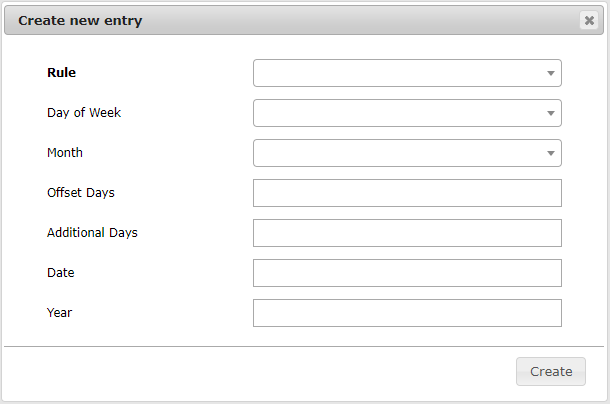 Create new entry
Rule
Day of Week
Month
Offset Days
Additional Days
Date
Year
Create